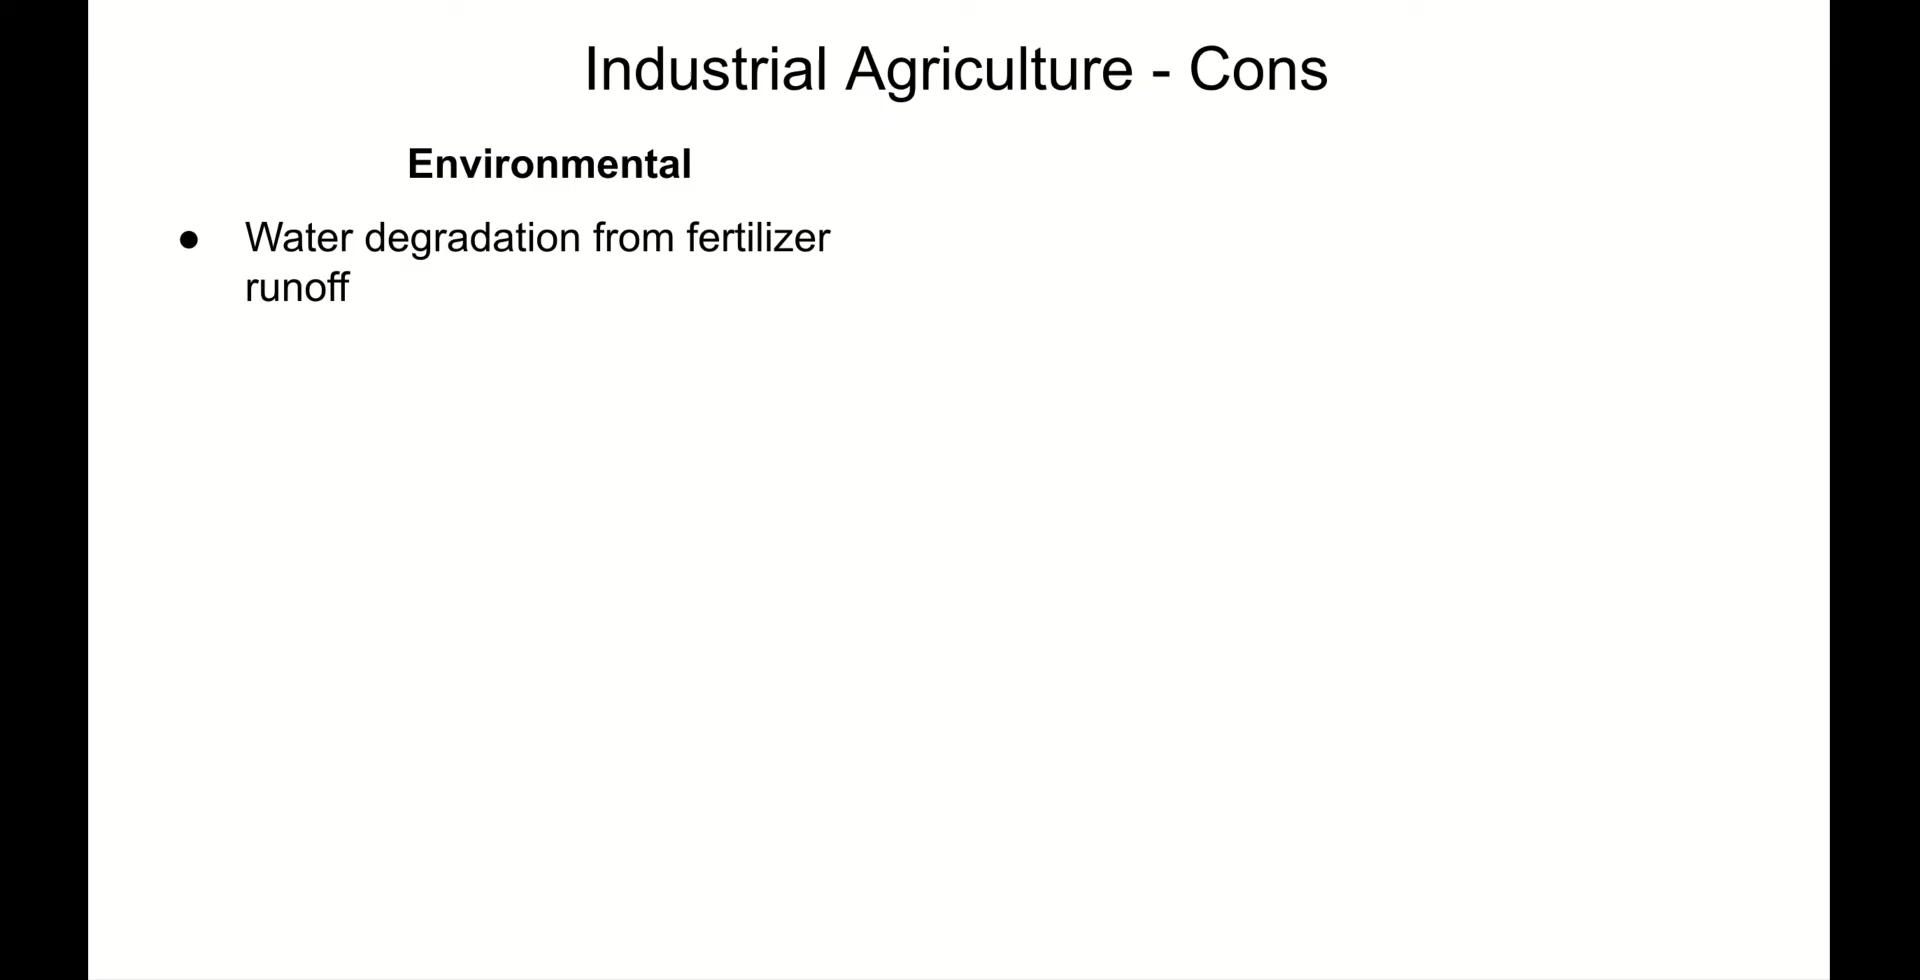 Industrial Agriculture - Cons
Environmental
● Water degradation from fertilizer
runoff